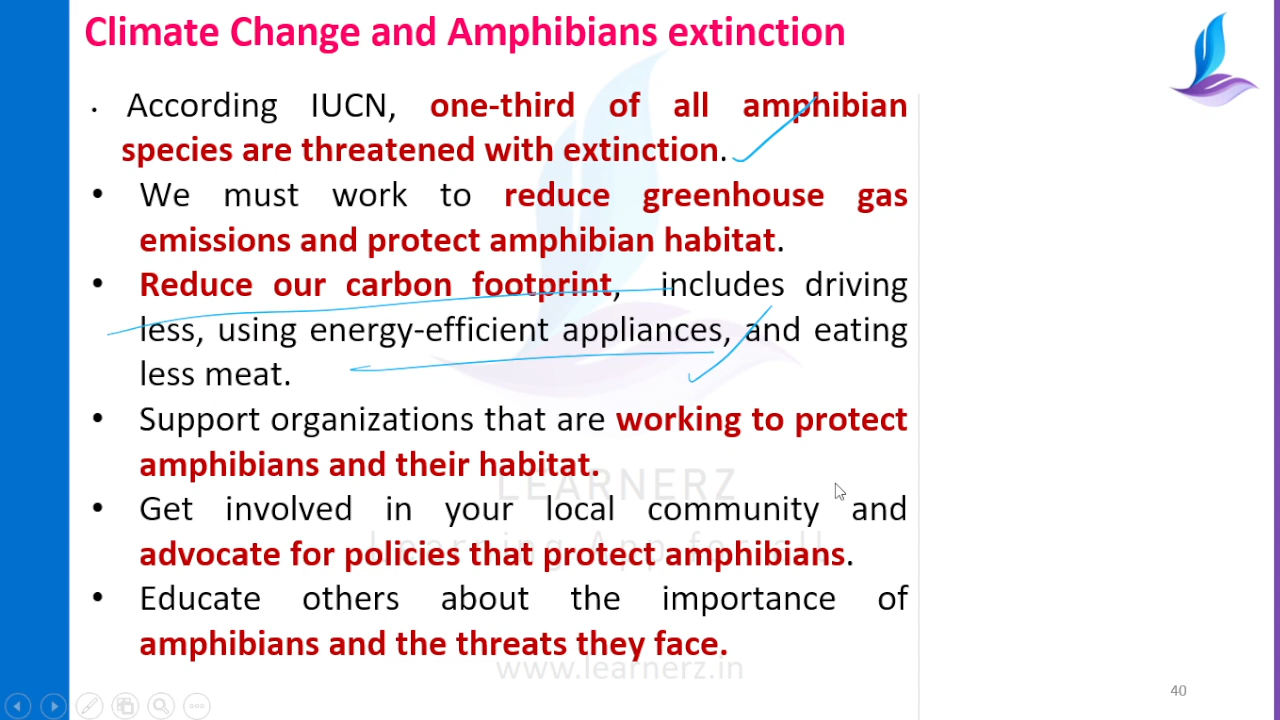 Climate Change and Amphibians extinction
· According IUCN, one-third of all amphibian
species are threatened with extinction.
• We must work to reduce greenhouse gas
emissions and protect amphibian habitat.
• Reduce our carbon footprint, includes driving
less, using energy-efficient appliances, and eating
less meat.
• Support organizations that are working to protect
amphibians and their habitat.
LEARNERZ
• Get involved in your local community and
Learning App for all
advocate for policies that protect amphibians.
• Educate others about the importance of
amphibians and the threats they face.
www.learnerz.in
40